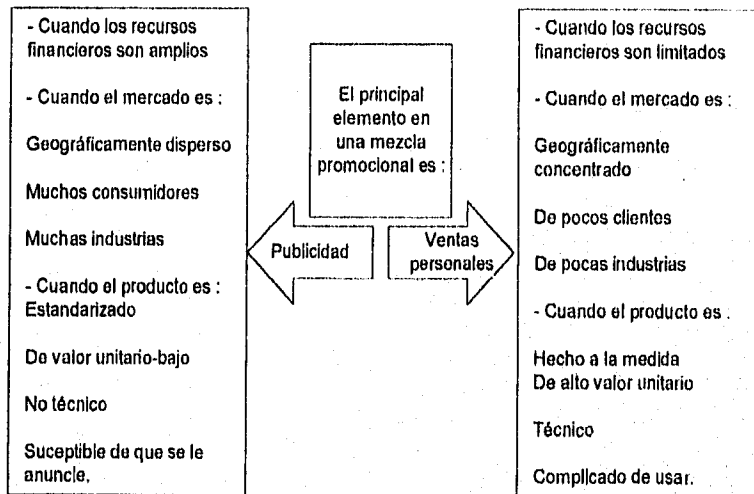 - Cuando los recursos
financieros son amplios
- Cuando el mercado es :
Geográficamente disperso
Muchos consumidores
Muchas industrias
- Cuando el producto es :
Estandarizado
De valor unitario-bajo
No técnico
Suceptible de que se le
anuncie.
El principal
elemento en
una mezcla
promocional es :
Publicidad
Ventas
personales
- Cuando los recursos
financieros son limitados
- Cuando el mercado es :
Geográficamente
concentrado
De pocos clientes
De pocas industrias
- Cuando el producto es :
Hecho a la medida
De alto valor unitario
Técnico
Complicado de usar.